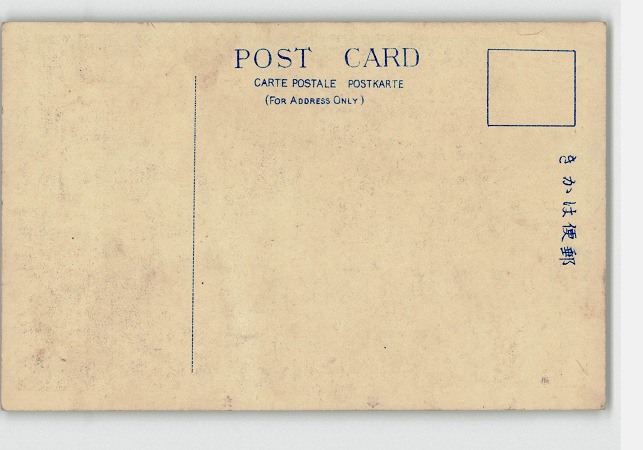 POST CARD
CARTE POSTALE POSTKARTE
(FOR ADDRESS ONLY)
きかは便郵